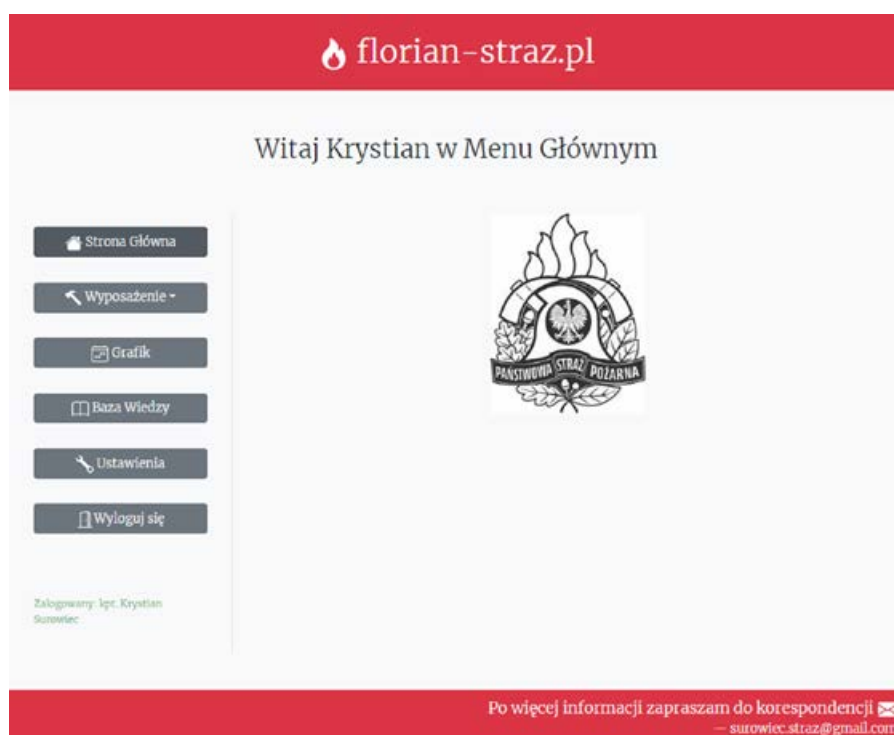 florian-straz.pl
Witaj Krystian w Menu Głównym
Strona Główna
Wyposażenie
Grafik
Baza Wiedzy
Ustawienia
Wyloguj się
Zalogowany: kpt. Krystian
Surowiec
PAŃSTWOWA STRAŻ POŻARNA
Po więcej informacji zapraszam do korespondencji
— surowiec.straz@gmail.com